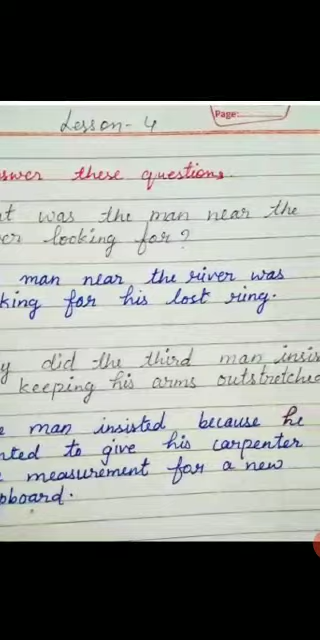 Page:
Lesson-4
swer these questions.
t was the man near the
er looking for?
man near the river was
king for his lost ring.
y did the third man insis
keeping his arms outstretched
e man insisted because he
nted to give his carpenter
e measurement for a new
pboard.